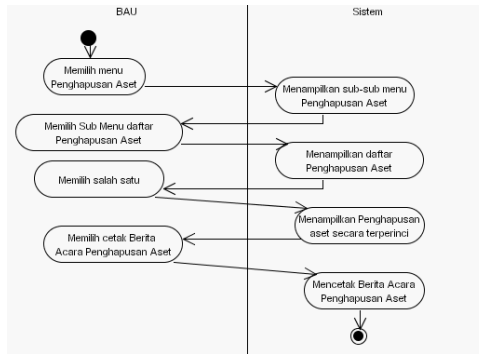 BAU
Sistem
Memilih menu
Penghapusan Aset
Menampilkan sub-sub menu
Penghapusan Aset
Memilih Sub Menu daftar
Penghapusan Aset
Menampilkan daftar
Penghapusan Aset
Memilih salah satu
Menampilkan Penghapusan
aset secara terperinci
Memilih cetak Berita
Acara Penghapusan Aset
Mencetak Berita Acara
Penghapusan Aset